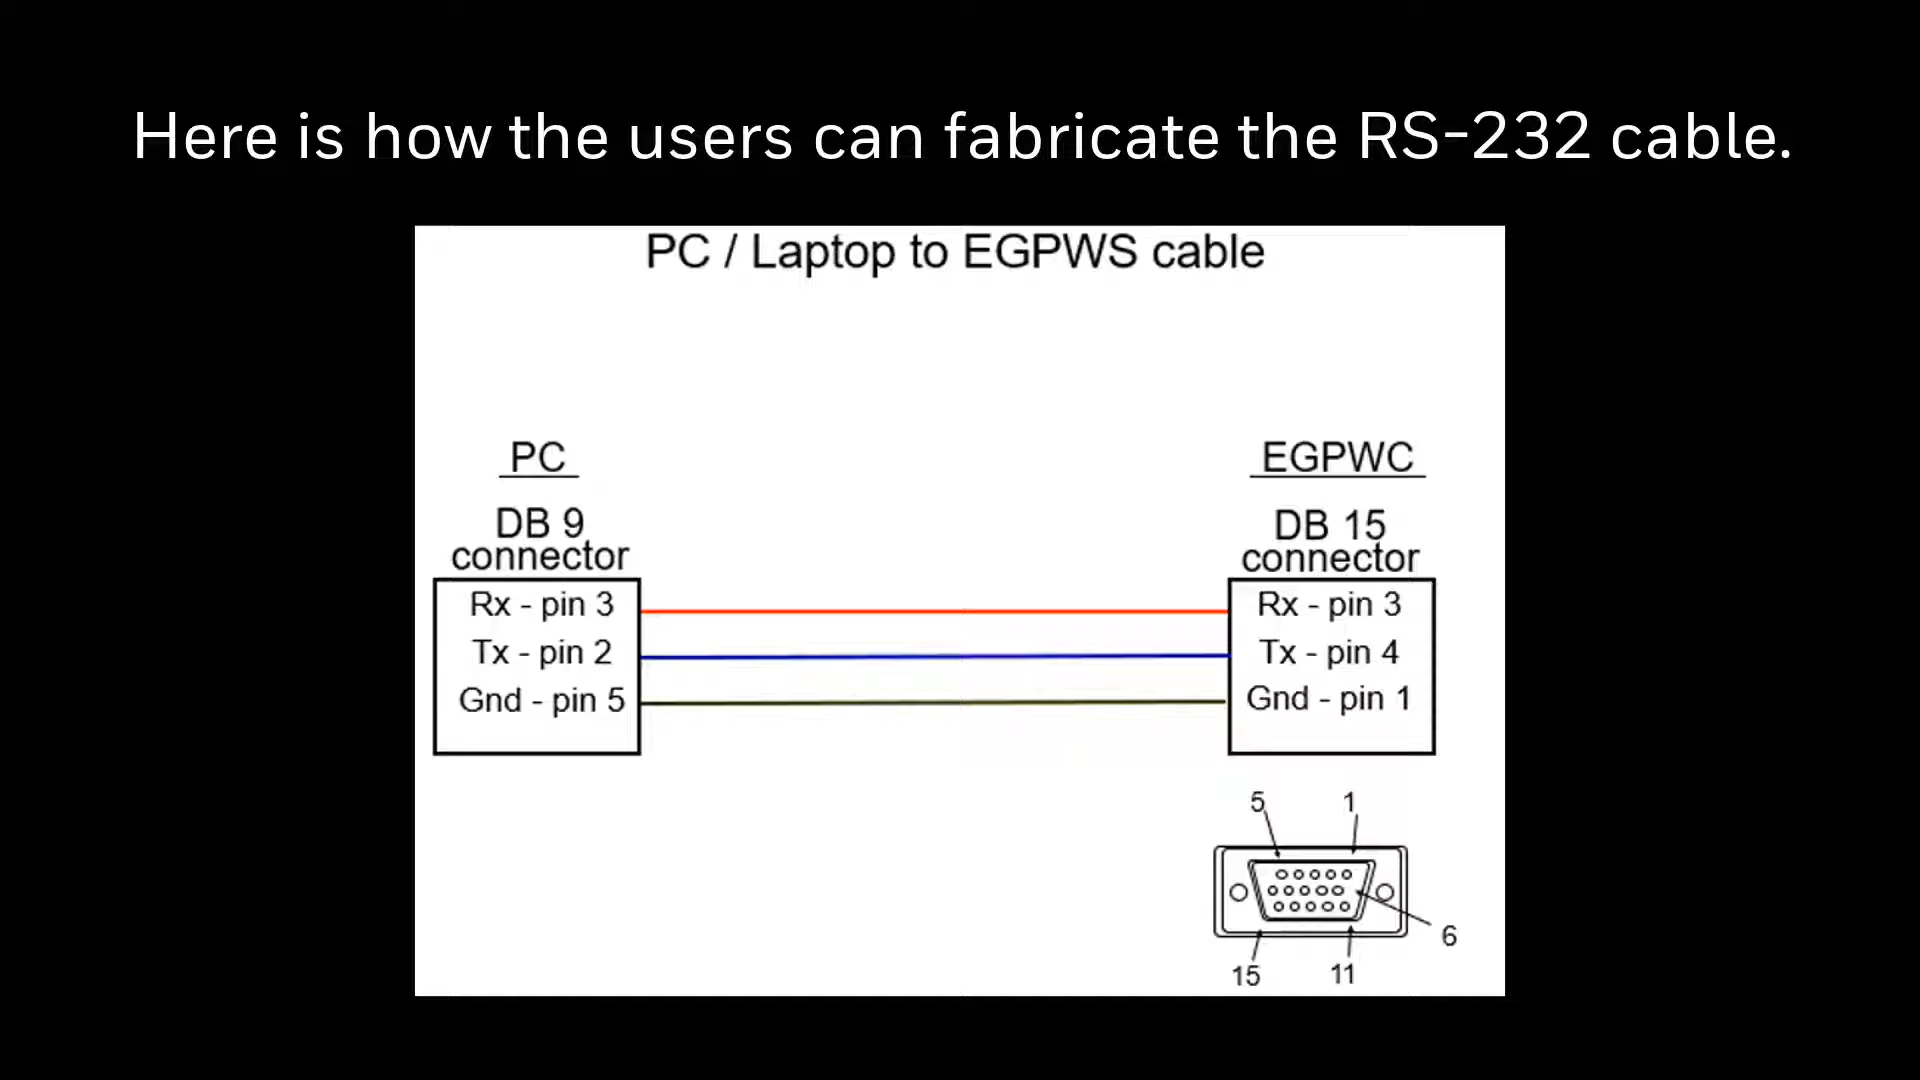 Here is how the users can fabricate the RS-232 cable.
PC / Laptop to EGPWS cable
PC
EGPWC
DB 9
connector
DB 15
connector
Rx - pin 3
Tx - pin 2
Gnd - pin 5
Rx - pin 3
Tx - pin 4
Gnd - pin 1
5
1
6
15
11